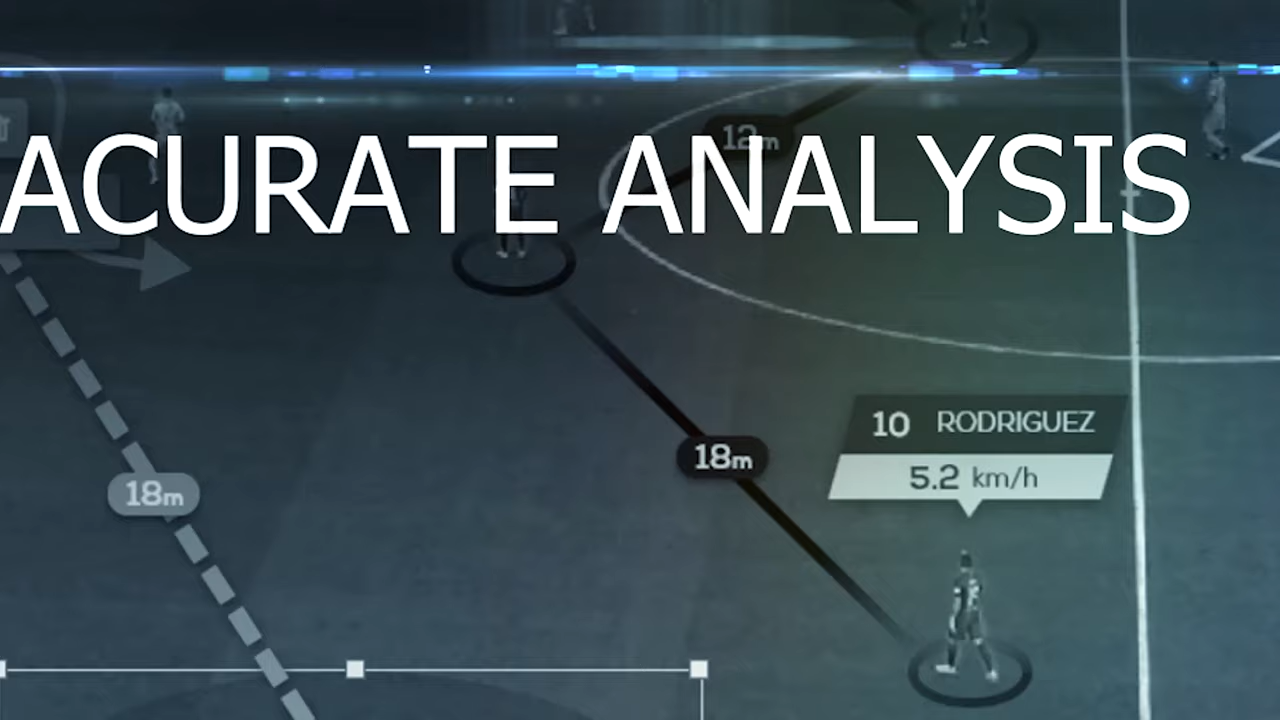 12m
ACURATE ANALYSIS
10 RODRIGUEZ
18m
5.2 km/h
18m